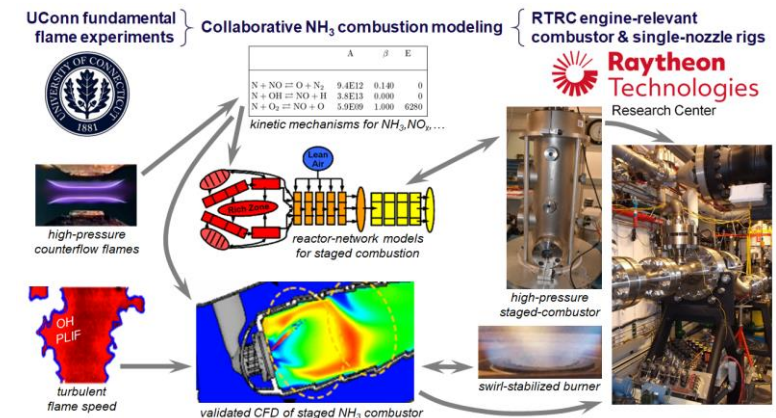 UConn fundamental
flame experiments
Collaborative NH₃ combustion modeling
RTRC engine-relevant
combustor & single-nozzle rigs
UNIVERSITY OF CONNECTICUT
1881
A β E
N + NO ⇌ O + N₂ 9.4E12 0.140 0
N + OH ⇌ NO + H 3.8E13 0.000 0
N + O₂ ⇌ NO + O 5.9E09 1.000 6280
kinetic mechanisms for NH₃,NOₓ,…
Raytheon
Technologies
Research Center
high-pressure
counterflow flames
Lean
Air
Rich Zone
reactor-network models
for staged combustion
high-pressure
staged-combustor
OH
PLIF
turbulent
flame speed
validated CFD of staged NH₃ combustor
swirl-stabilized burner